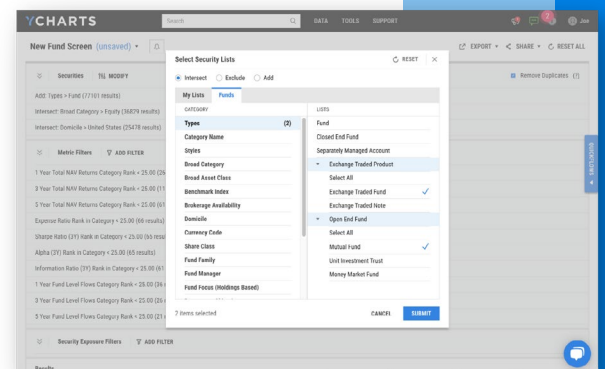 YCHARTS
Search
DATA TOOLS SUPPORT
Joe
New Fund Screen (unsaved)
EXPORT SHARE RESET ALL
Securities MODIFY
Remove Duplicates (?)
Add: Types > Fund (77101 results)
Intersect: Broad Category > Equity (36829 results)
Intersect: Domicile > United States (25478 results)
Metric Filters ADD FILTER
1 Year Total NAV Returns Category Rank < 25.00
3 Year Total NAV Returns Category Rank < 25.00
5 Year Total NAV Returns Category Rank < 25.00
Expense Ratio Rank in Category < 25.00 (66 results)
Sharpe Ratio (3Y) Rank in Category < 25.00
Alpha (3Y) Rank in Category < 25.00 (65 results)
Information Ratio (3Y) Rank in Category < 25.00 (61
1 Year Fund Level Flows Category Rank < 25.00
3 Year Fund Level Flows Category Rank < 25.00
5 Year Fund Level Flows Category Rank < 25.00
Security Exposure Filters ADD FILTER
Results
QUICKFLOWS
Select Security Lists
RESET
Intersect Exclude Add
My Lists Funds
CATEGORY
Types (2)
Category Name
Styles
Broad Category
Broad Asset Class
Benchmark Index
Brokerage Availability
Domicile
Currency Code
Share Class
Fund Family
Fund Manager
Fund Focus (Holdings Based)
LISTS
Fund
Closed End Fund
Separately Managed Account
Exchange Traded Product
Select All
Exchange Traded Fund
Exchange Traded Note
Open End Fund
Select All
Mutual Fund
Unit Investment Trust
Money Market Fund
2 items selected
CANCEL SUBMIT